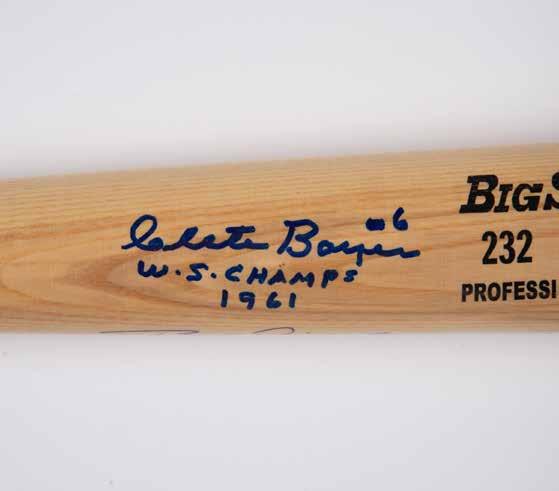 Clete Boyer #6
W.S. CHAMPS
1961
BIGS
232
PROFESSI